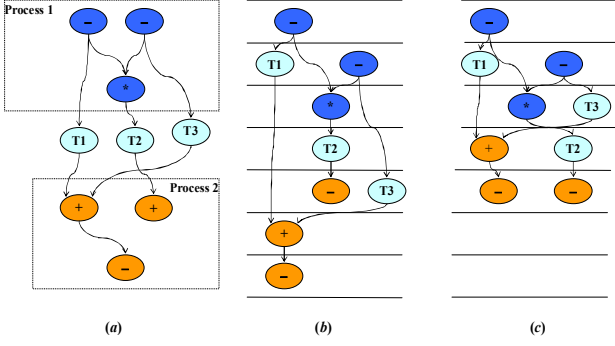 Process 1
– –
*
T1 T2 T3
Process 2
+ +
–
(a)
–
T1 –
*
T2
– T3
+
–
(b)
–
T1 –
* T3
+ T2
– –
(c)